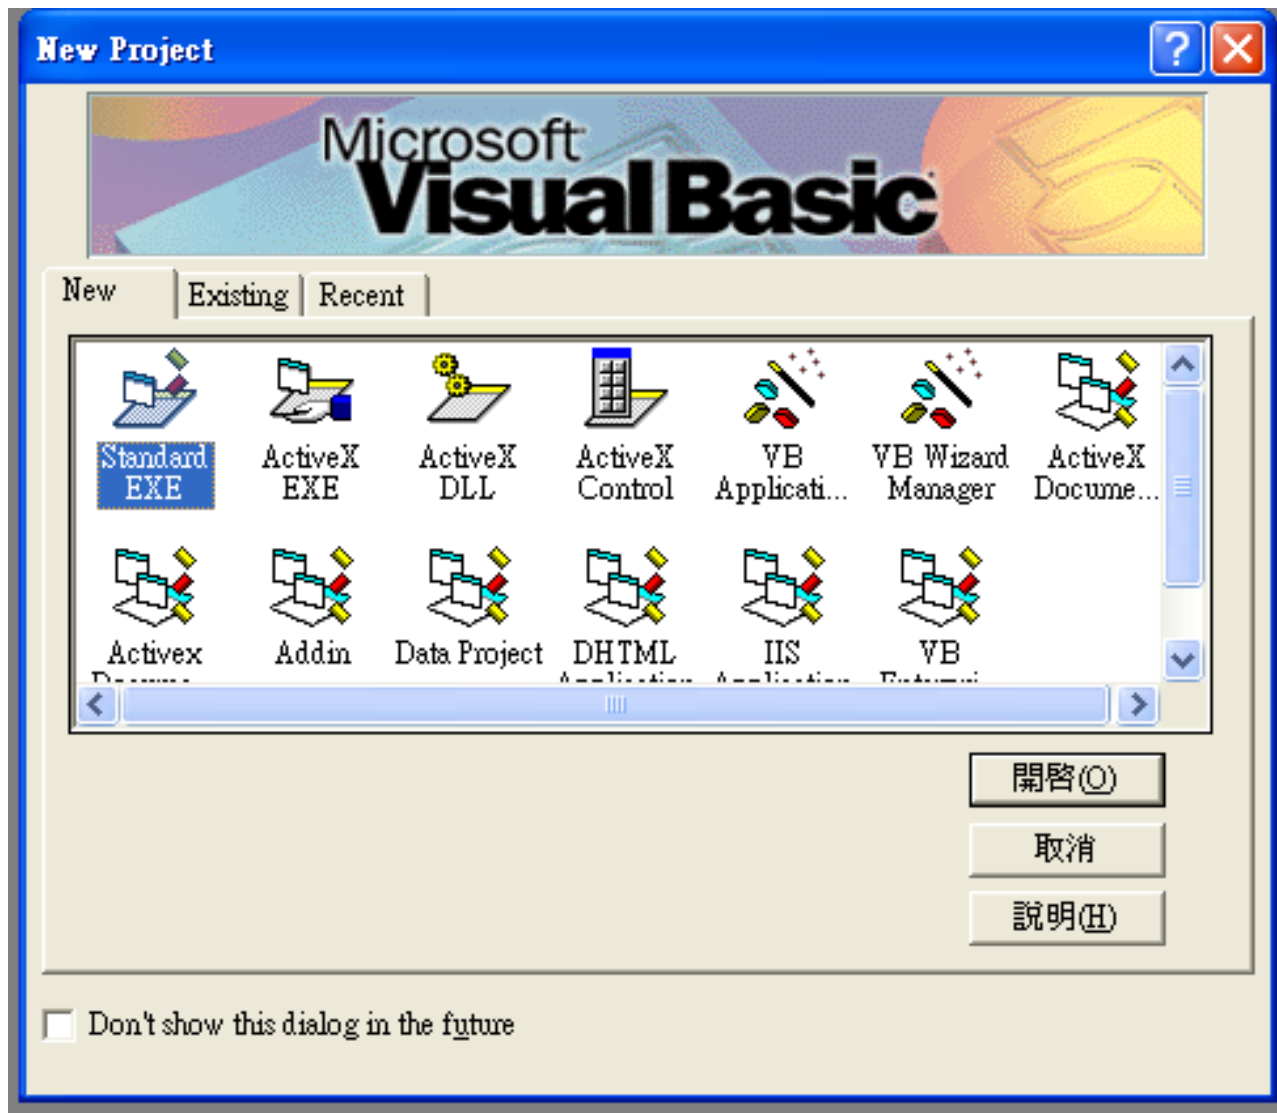 New Project
Microsoft
Visual Basic
New
Existing
Recent
Standard
EXE
ActiveX
EXE
ActiveX
DLL
ActiveX
Control
VB
Applicati...
VB Wizard
Manager
ActiveX
Docume...
Activex
Addin
Data Project
DHTML
Application
IIS
Application
VB
開啓(O)
取消
說明(H)
Don't show this dialog in the future